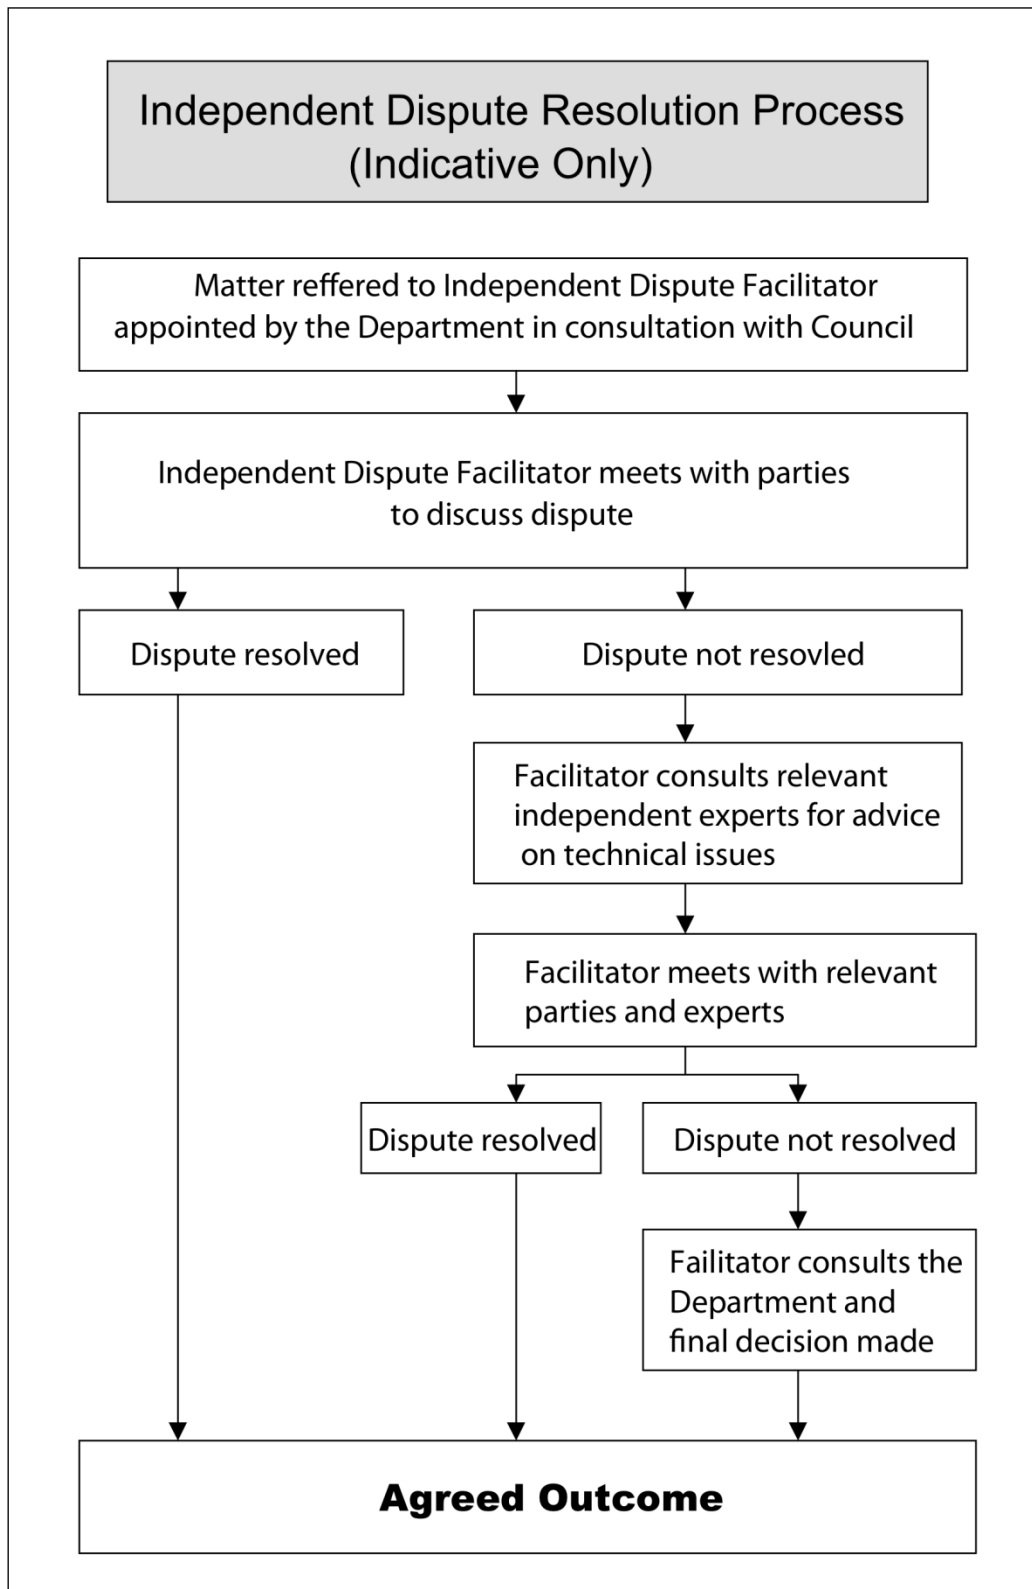 Independent Dispute Resolution Process
(Indicative Only)
Matter reffered to Independent Dispute Facilitator
appointed by the Department in consultation with Council
Independent Dispute Facilitator meets with parties
to discuss dispute
Dispute resolved
Dispute not resovled
Facilitator consults relevant
independent experts for advice
on technical issues
Facilitator meets with relevant
parties and experts
Dispute resolved
Dispute not resolved
Failitator consults the
Department and
final decision made
Agreed Outcome